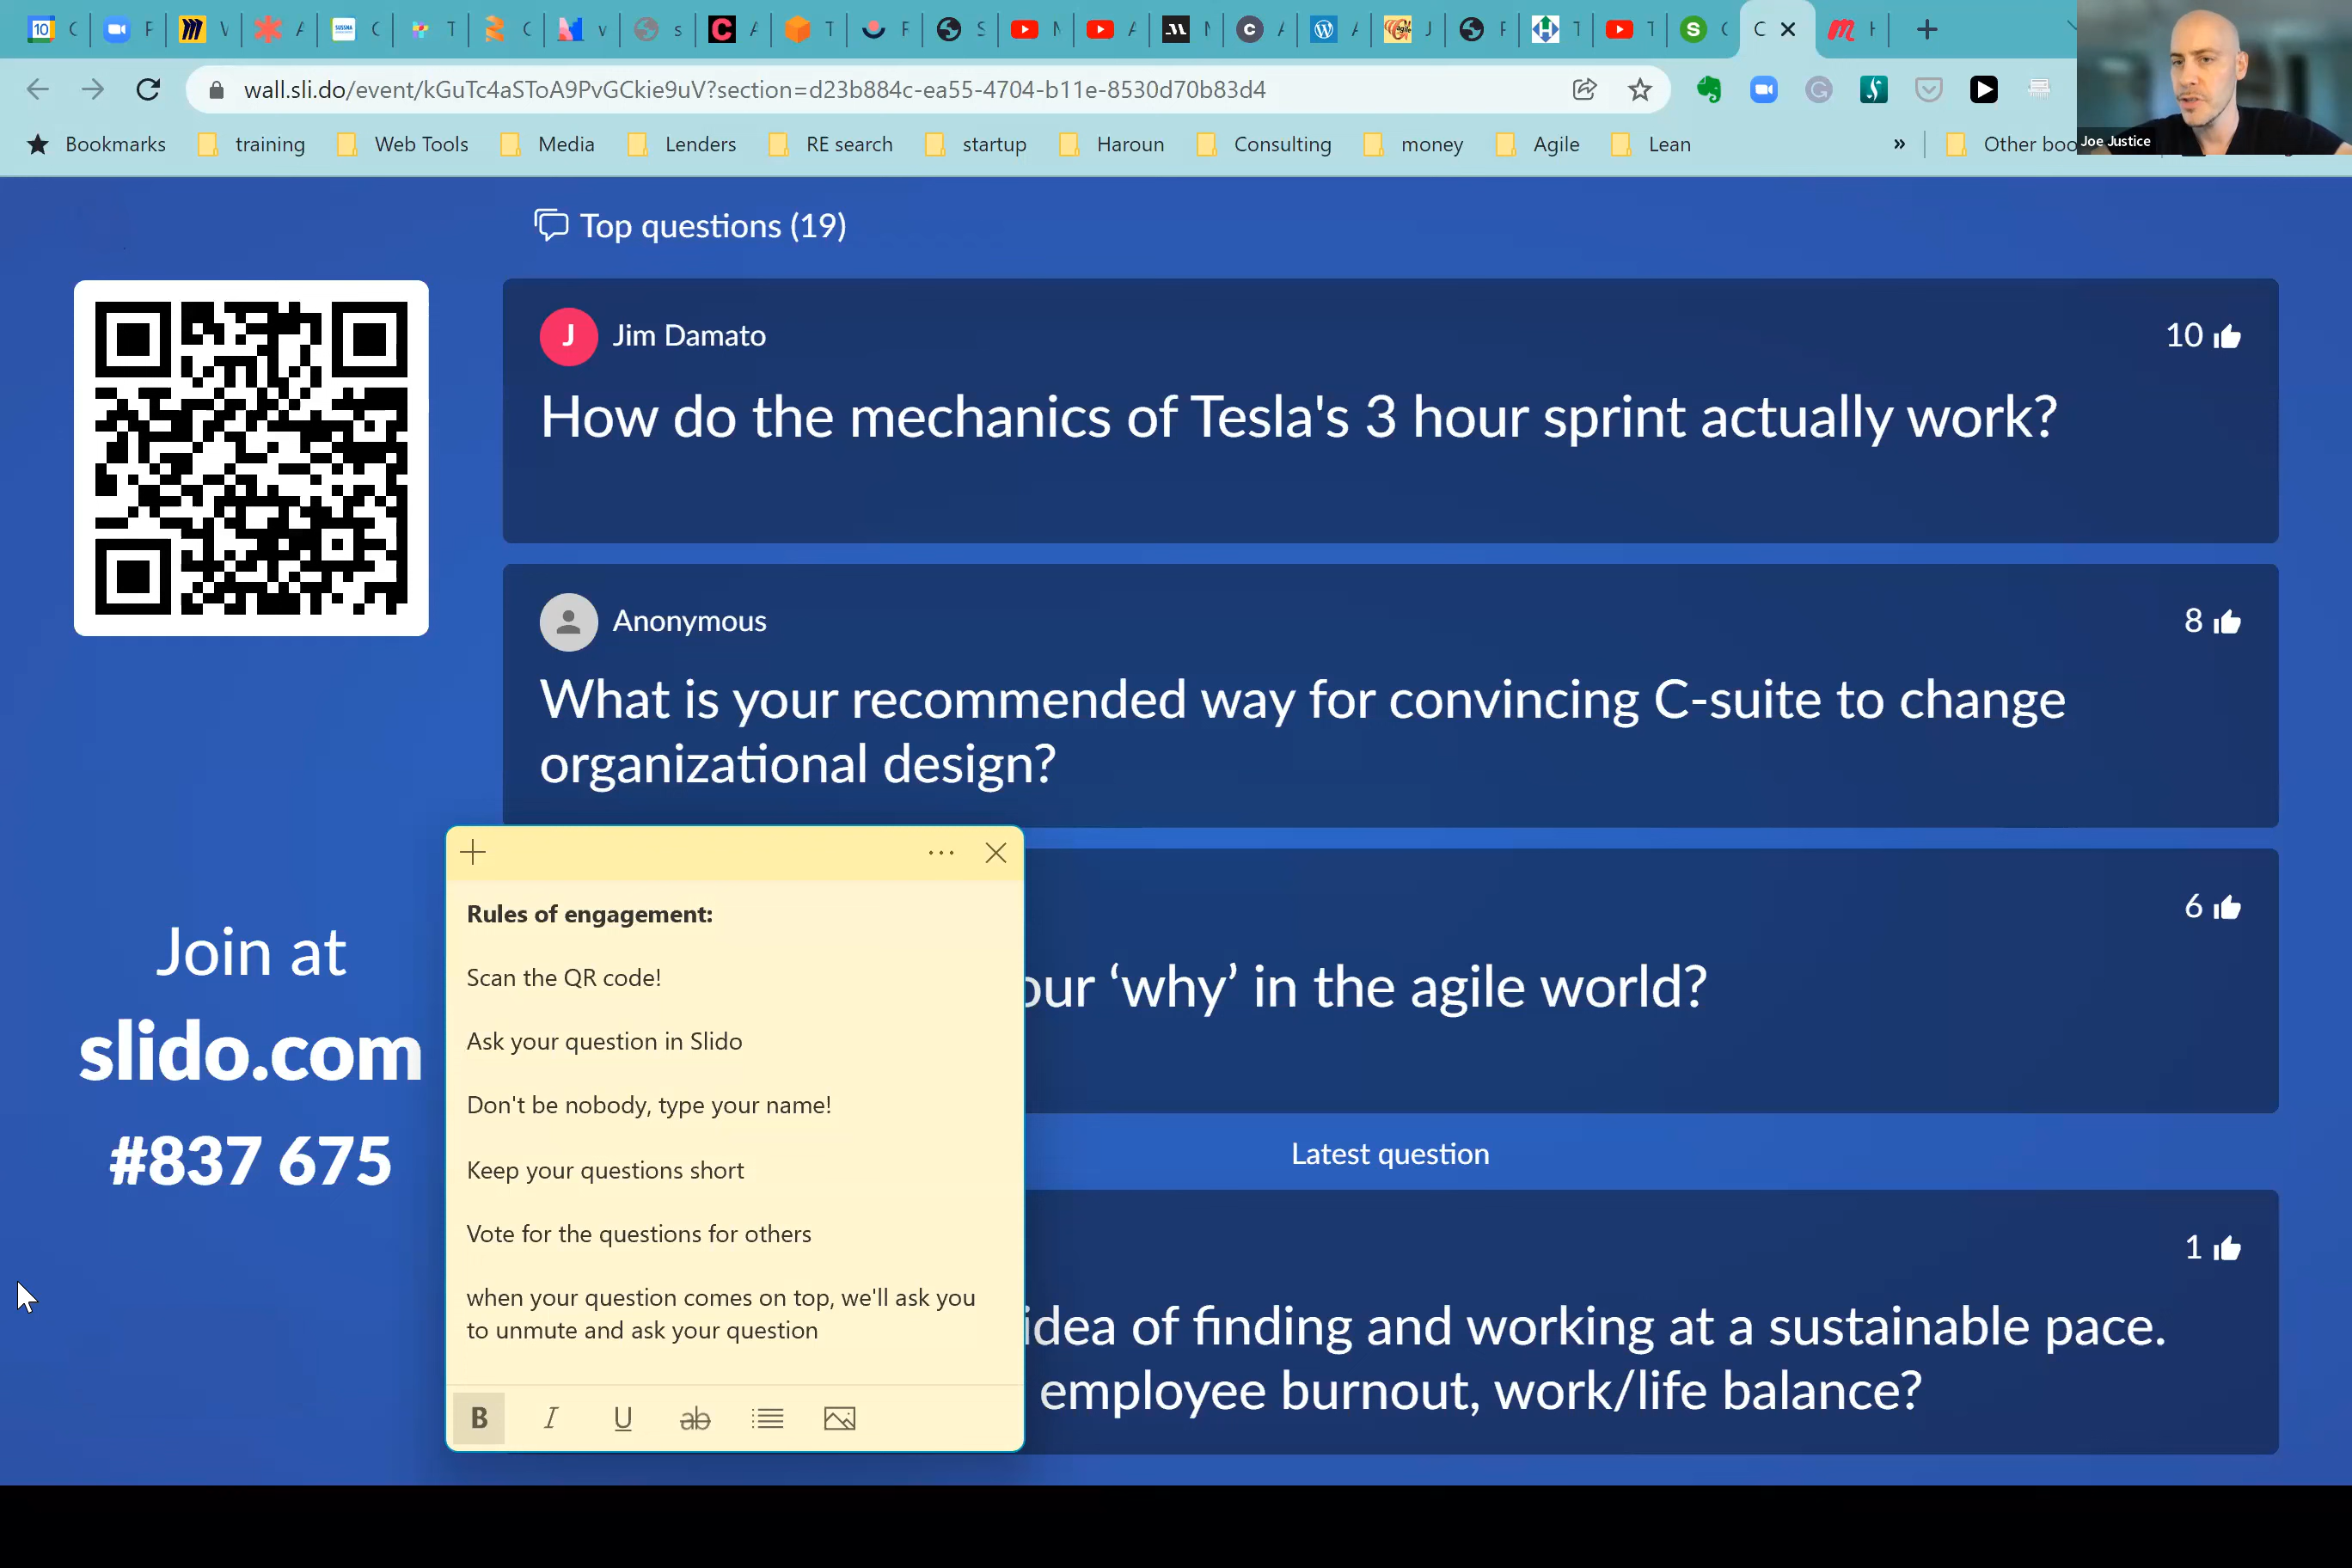 wall.sli.do/event/kGuTc4aSToA9PvGCkie9uV?section=d23b884c-ea55-4704-b11e-8530d70b83d4
Bookmarks training Web Tools Media Lenders RE search startup Haroun Consulting money Agile Lean » Other boo
Joe Justice
Top questions (19)
J Jim Damato 10
How do the mechanics of Tesla's 3 hour sprint actually work?
Anonymous 8
What is your recommended way for convincing C-suite to change
organizational design?
6
our ‘why’ in the agile world?
Latest question
1
idea of finding and working at a sustainable pace.
employee burnout, work/life balance?
Join at
slido.com
#837 675
Rules of engagement:
Scan the QR code!
Ask your question in Slido
Don't be nobody, type your name!
Keep your questions short
Vote for the questions for others
when your question comes on top, we'll ask you
to unmute and ask your question
B I U ab